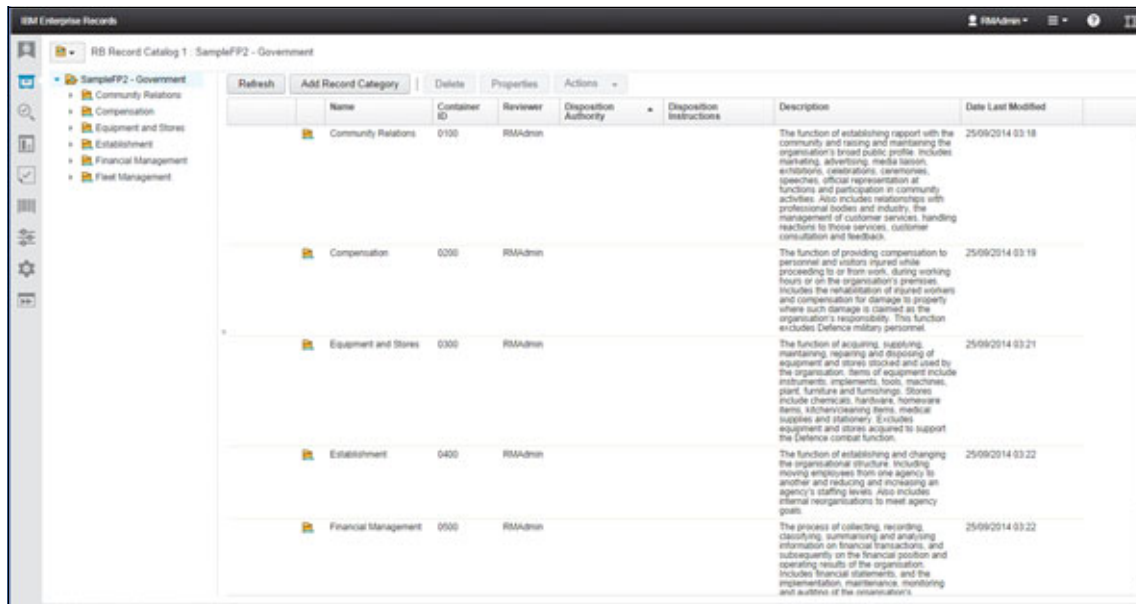 IBM Enterprise Records
RMAdmin
RB Record Catalog 1 : SampleFP2 - Government
SampleFP2 - Government
Community Relations
Compensation
Equipment and Stores
Establishment
Financial Management
Fleet Management
Refresh Add Record Category Delete Properties Actions
Name Container ID Reviewer Disposition Authority Disposition Instructions Description Date Last Modified
Community Relations 0100 RMAdmin 25/09/2014 03:18
The function of establishing rapport with the
community and raising and maintaining the
organisation's broad public profile. Includes
marketing, advertising, media liaison,
exhibitions, celebrations, ceremonies,
speeches, official representation at
functions and participation in community
activities. Also includes relationships with
professional bodies and industry, the
management of customer services, handling
reactions to those services, customer
consultation and feedback.
Compensation 0200 RMAdmin 25/09/2014 03:19
The function of providing compensation to
personnel and visitors injured while
proceeding to or from work, during working
hours or on the organisation's premises.
Includes the rehabilitation of injured workers
and compensation for damage to property
where such damage is claimed as the
organisation's responsibility. This function
excludes Defence military personnel.
Equipment and Stores 0300 RMAdmin 25/09/2014 03:21
The function of acquiring, supplying,
maintaining, repairing and disposing of
equipment and stores stocked and used by
the organisation. Items of equipment include
instruments, implements, tools, machines,
plant, furniture and furnishings. Stores
include chemicals, hardware, homeware
items, kitchen/cleaning items, medical
supplies and stationery. Excludes
equipment and stores acquired to support
the Defence combat function.
Establishment 0400 RMAdmin 25/09/2014 03:22
The function of establishing and changing
the organisational structure. Including
moving employees from one agency to
another and reducing and increasing an
agency's staffing levels. Also includes
internal reorganisations to meet agency
goals.
Financial Management 0500 RMAdmin 25/09/2014 03:22
The process of collecting, recording,
classifying, summarising and analysing
information on financial transactions, and
subsequently on the financial position and
operating results of the organisation.
Includes financial statements, and the
implementation, maintenance, monitoring
and auditing of the organisation's